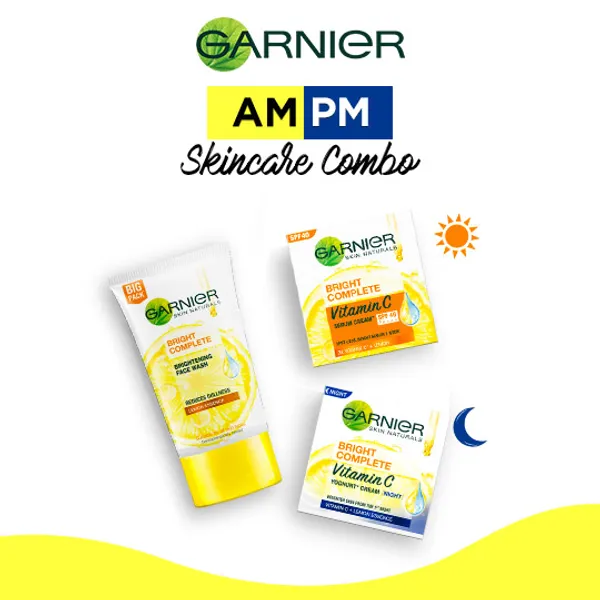 GARNIER
AM PM
Skincare Combo
BIG PACK
GARNIER
SKIN NATURALS
BRIGHT
COMPLETE
BRIGHTENING
FACE WASH
REDUCES DULLNESS
LEMON ESSENCE
SPF40
GARNIER
SKIN NATURALS
BRIGHT
COMPLETE
Vitamin C
SERUM CREAM
SPF 40
NIGHT
GARNIER
SKIN NATURALS
BRIGHT
COMPLETE
Vitamin C
YOGHURT CREAM NIGHT
VITAMIN C + LEMON ESSENCE